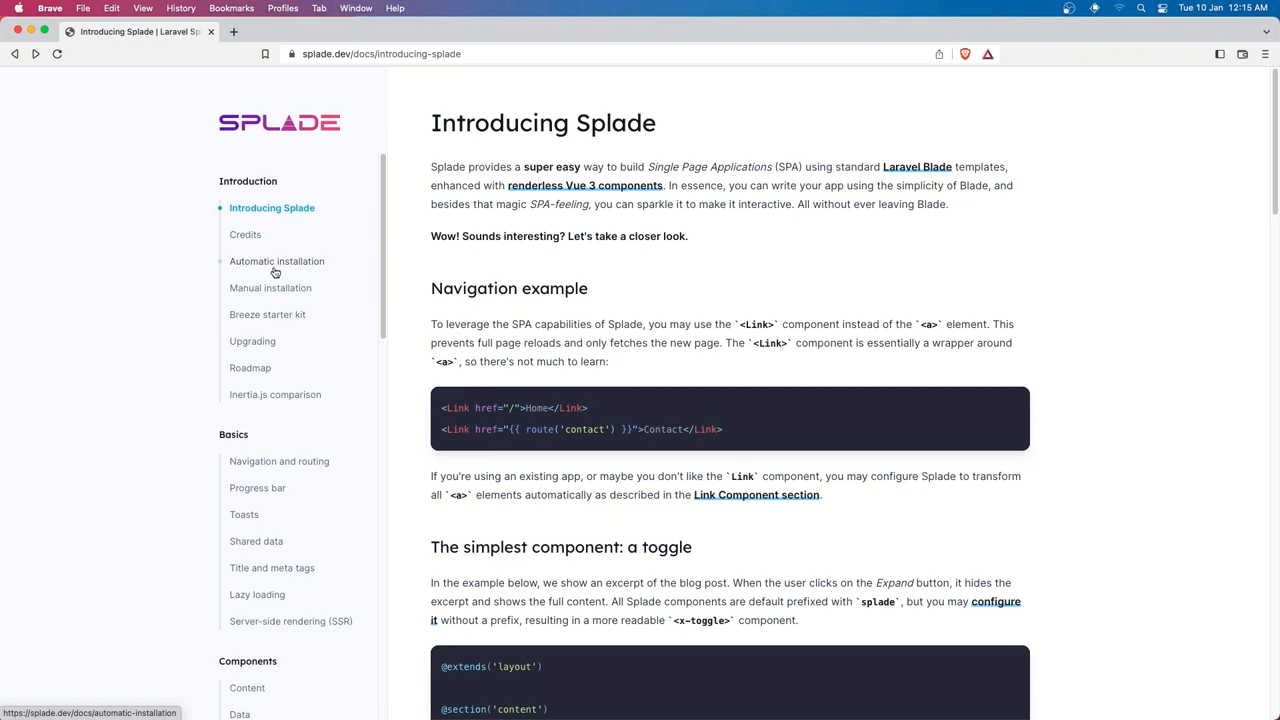 Brave File Edit View History Bookmarks Profiles Tab Window Help Tue 10 Jan 12:15 AM
Introducing Splade | Laravel Spl
splade.dev/docs/introducing-splade
SPLADE
Introduction
Introducing Splade
Credits
Automatic installation
Manual installation
Breeze starter kit
Upgrading
Roadmap
Inertia.js comparison
Basics
Navigation and routing
Progress bar
Toasts
Shared data
Title and meta tags
Lazy loading
Server-side rendering (SSR)
Components
Content
Data
https://splade.dev/docs/automatic-installation
Introducing Splade
Splade provides a super easy way to build Single Page Applications (SPA) using standard Laravel Blade templates,
enhanced with renderless Vue 3 components. In essence, you can write your app using the simplicity of Blade, and
besides that magic SPA-feeling, you can sparkle it to make it interactive. All without ever leaving Blade.
Wow! Sounds interesting? Let's take a closer look.
Navigation example
To leverage the SPA capabilities of Splade, you may use the `<Link>` component instead of the `<a>` element. This
prevents full page reloads and only fetches the new page. The `<Link>` component is essentially a wrapper around
`<a>`, so there's not much to learn:
<Link href="/">Home</Link>
<Link href="{{ route('contact') }}">Contact</Link>
If you're using an existing app, or maybe you don't like the `Link` component, you may configure Splade to transform
all `<a>` elements automatically as described in the Link Component section.
The simplest component: a toggle
In the example below, we show an excerpt of the blog post. When the user clicks on the Expand button, it hides the
excerpt and shows the full content. All Splade components are default prefixed with `splade`, but you may configure
it without a prefix, resulting in a more readable `<x-toggle>` component.
@extends('layout')
@section('content')